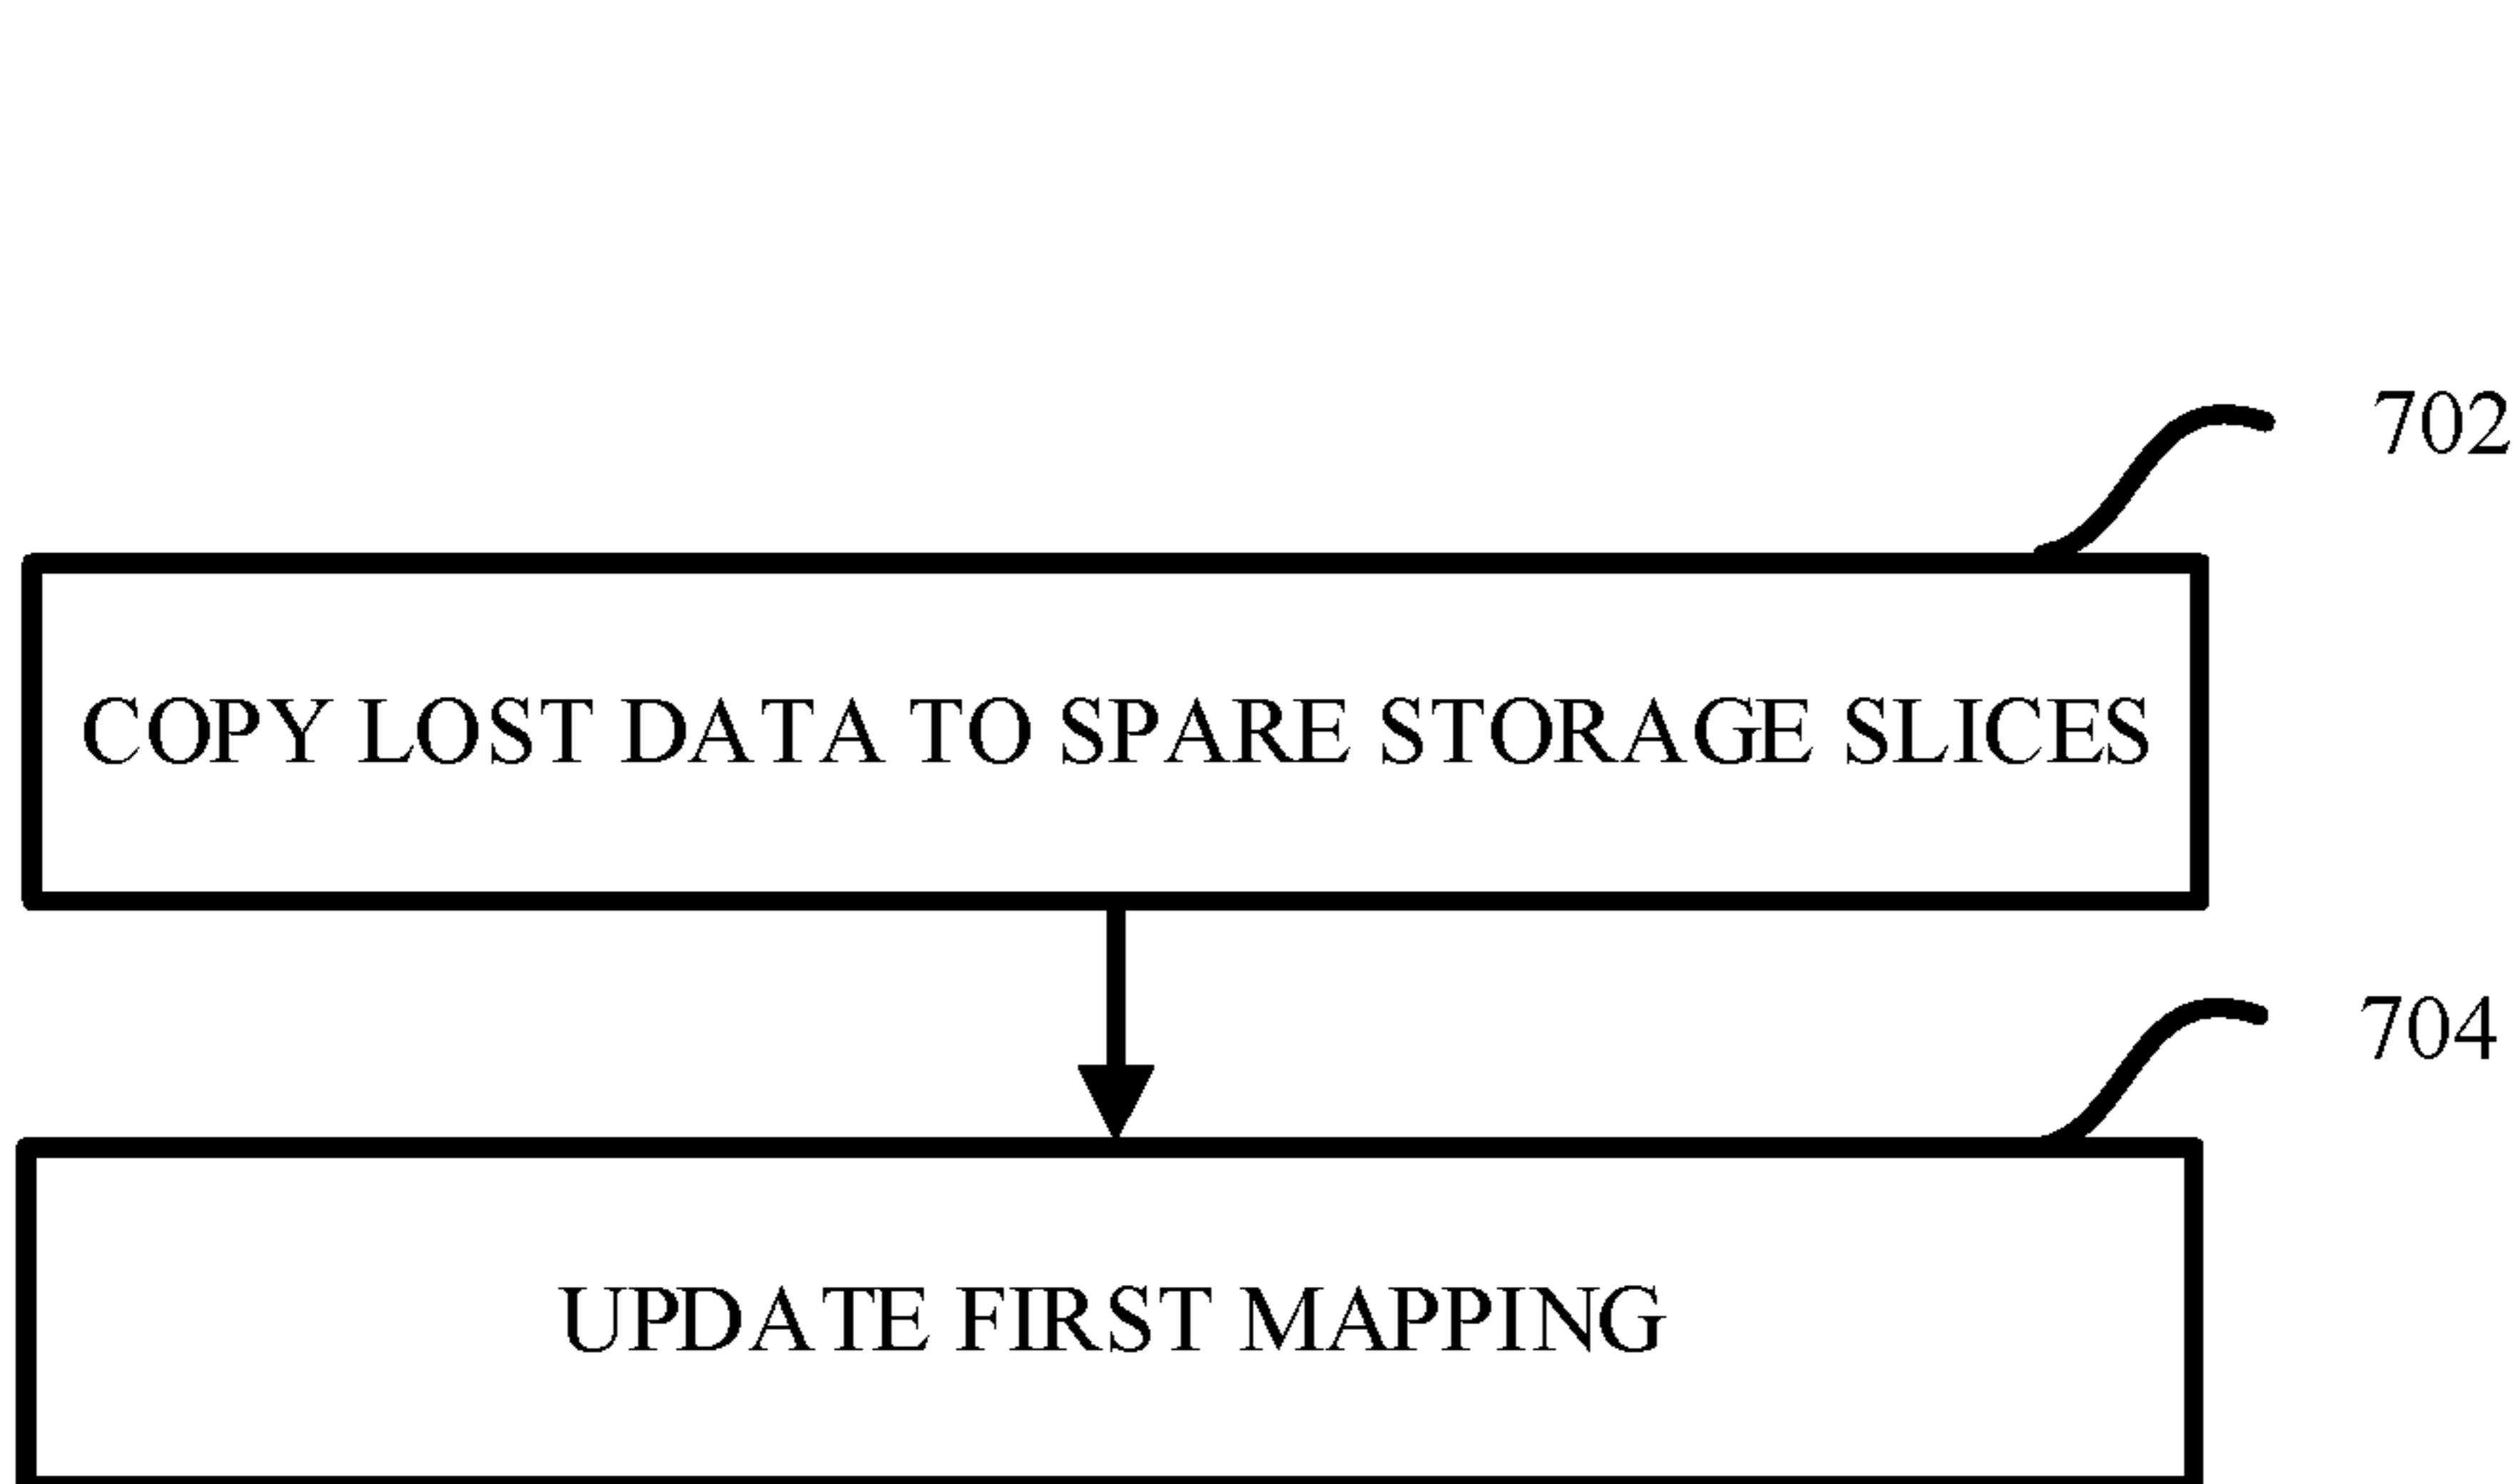 702
COPY LOST DATA TO SPARE STORAGE SLICES
704
UPDATE FIRST MAPPING